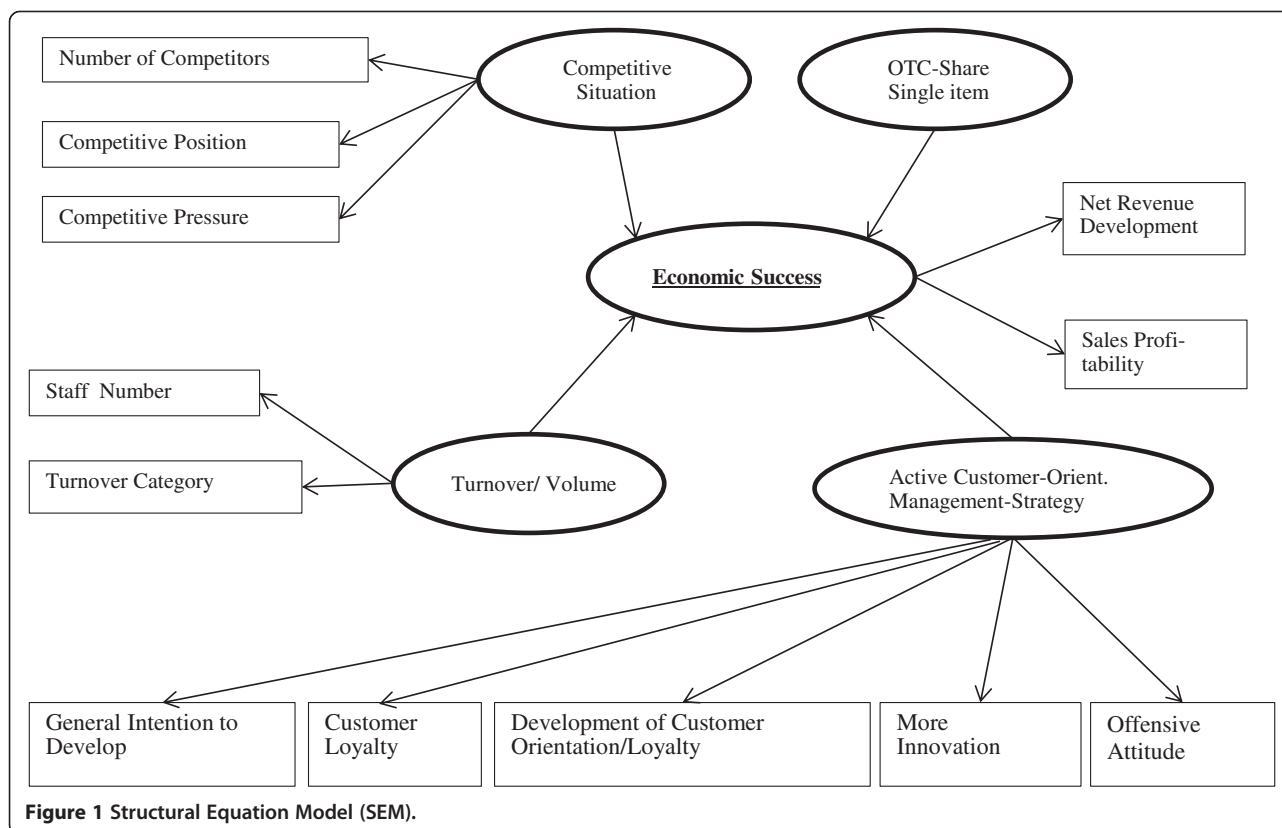 Number of Competitors
Competitive
Situation
OTC-Share
Single item
Competitive Position
Competitive Pressure
Net Revenue
Development
Economic Success
Sales Profi-
tability
Staff Number
Turnover Category
Turnover/ Volume
Active Customer-Orient.
Management-Strategy
General Intention to
Develop
Customer
Loyalty
Development of Customer
Orientation/Loyalty
More
Innovation
Offensive
Attitude
Figure 1 Structural Equation Model (SEM).